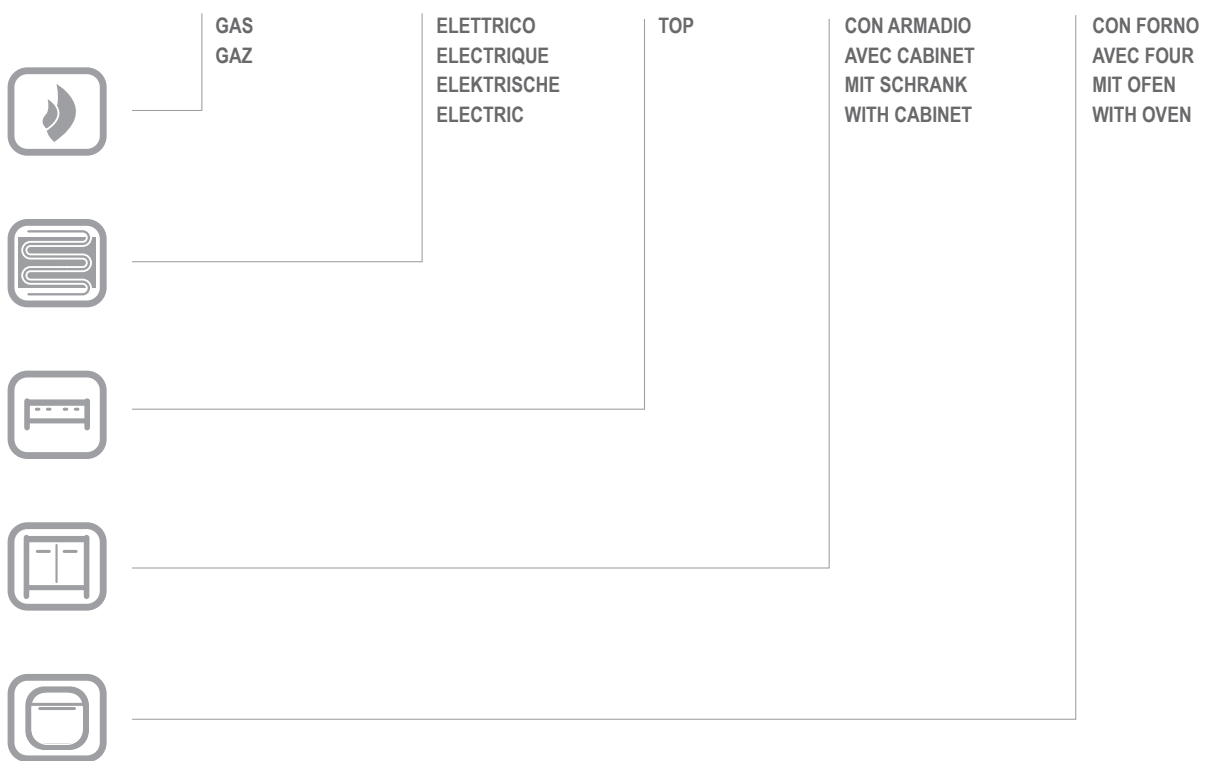 GAS
GAZ
ELETTRICO
ELECTRIQUE
ELEKTRISCHE
ELECTRIC
TOP
CON ARMADIO
AVEC CABINET
MIT SCHRANK
WITH CABINET
CON FORNO
AVEC FOUR
MIT OFEN
WITH OVEN